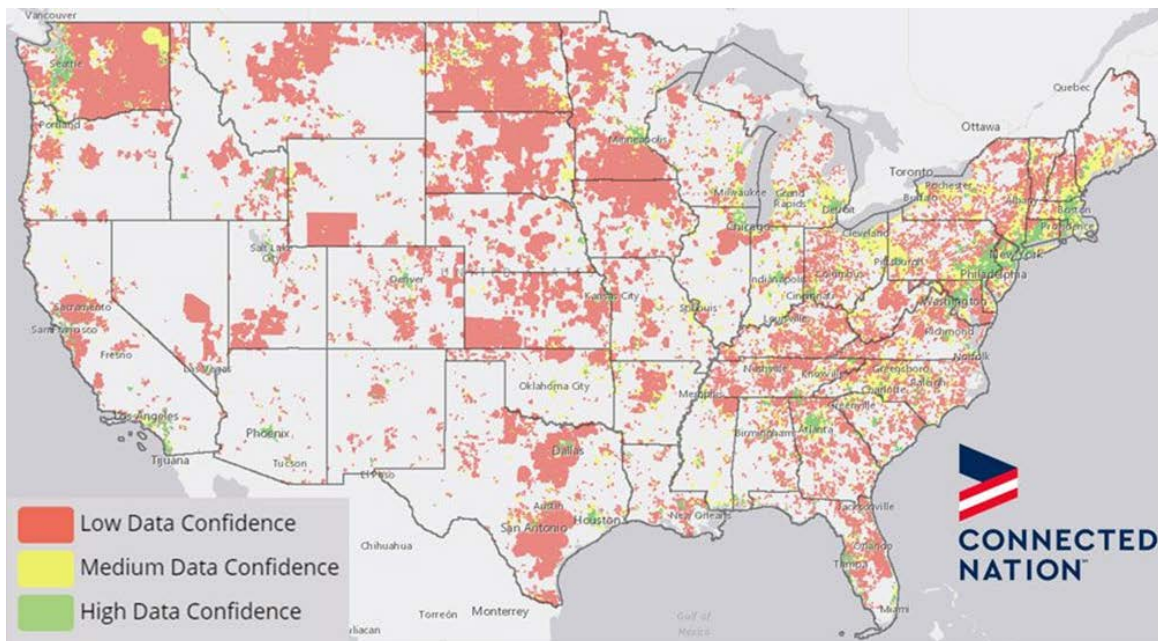 Vancouver
Seattle
Portland
Quebec
Ottawa
Minneapolis
Toronto
Rochester
Buffalo
Albany
Boston
Providence
Milwaukee
Grand
Rapids
Detroit
Chicago
Cleveland
New York
Pittsburgh
Philadelphia
Salt Lake
City
Denver
Indianapolis
Columbus
Cincinnati
Washington
Sacramento
Kansas City
St Louis
Louisville
Richmond
Norfolk
Fresno
Las Vegas
Nashville
Knoxville
Greensboro
Raleigh
Charlotte
Greenville
Oklahoma City
Memphis
Los Angeles
Phoenix
Birmingham
Atlanta
Tijuana
Tucson
El Paso
Dallas
Austin
San Antonio
Houston
New Orleans
Jacksonville
Orlando
Tampa
Miami
Chihuahua
Torreón
Monterrey
Gulf of
Mexico
Low Data Confidence
Medium Data Confidence
High Data Confidence
CONNECTED
NATION™